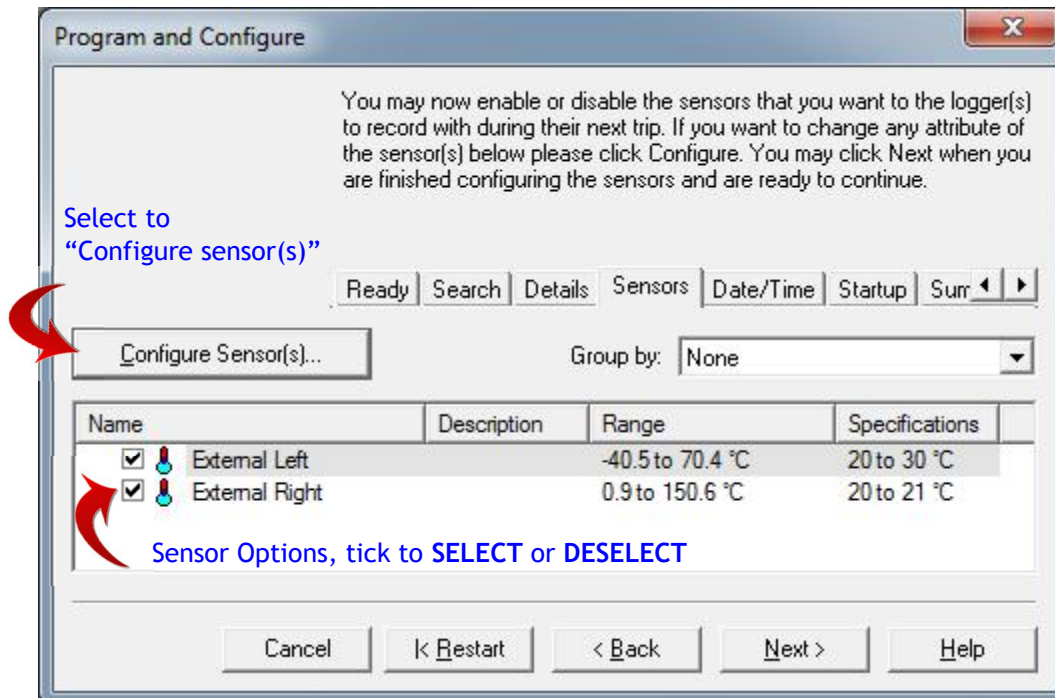 Program and Configure
You may now enable or disable the sensors that you want to the logger(s)
to record with during their next trip. If you want to change any attribute of
the sensor(s) below please click Configure. You may click Next when you
are finished configuring the sensors and are ready to continue.
Select to
“Configure sensor(s)”
Ready Search Details Sensors Date/Time Startup
Configure Sensor(s)... Group by: None
Name Description Range Specifications
External Left -40.5 to 70.4 °C 20 to 30 °C
External Right 0.9 to 150.6 °C 20 to 21 °C
Sensor Options, tick to SELECT or DESELECT
Cancel |< Restart < Back Next > Help